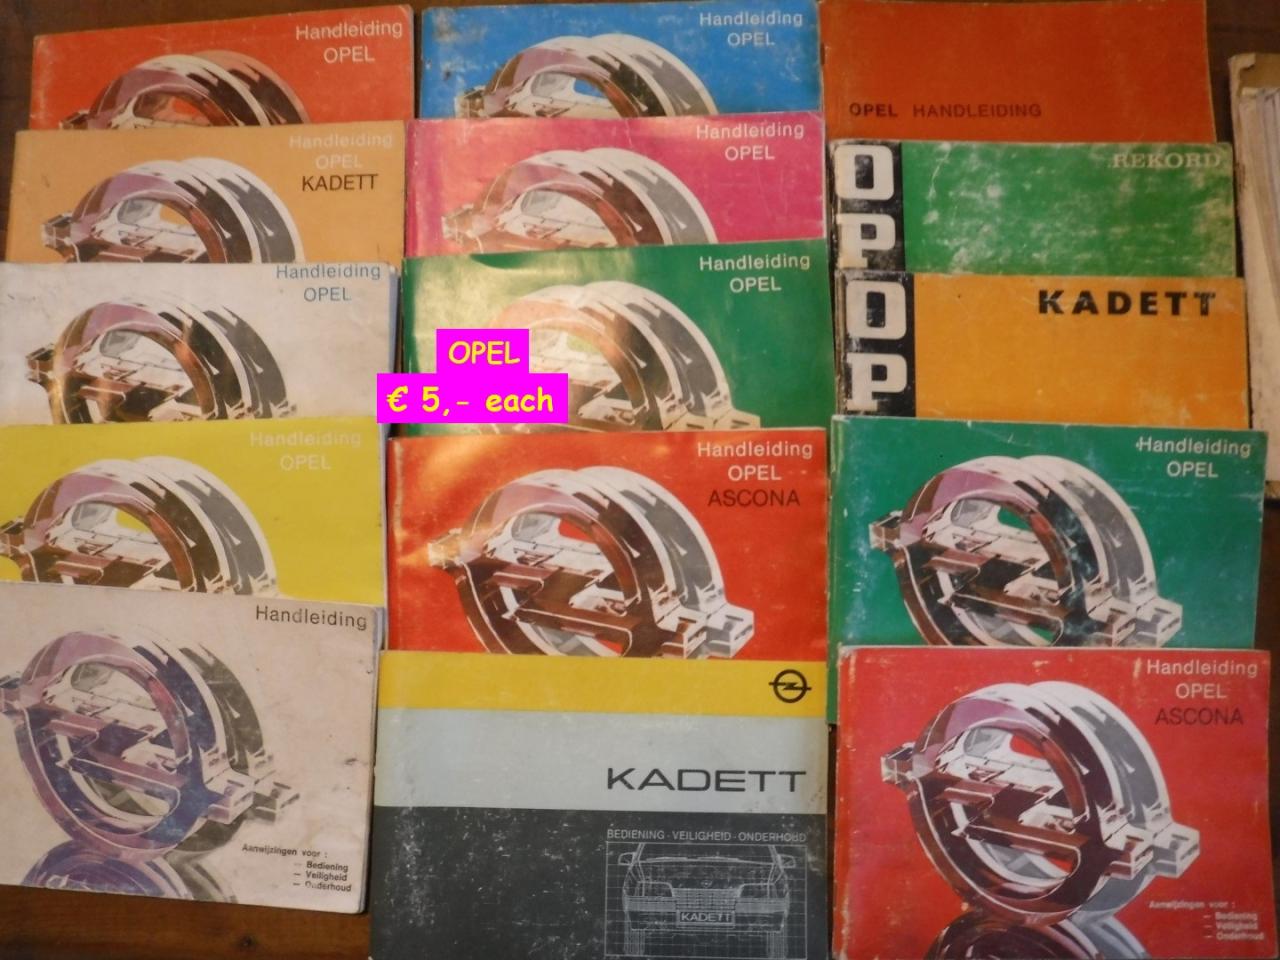 Handleiding
OPEL
Handleiding
OPEL
KADETT
Handleiding
OPEL
Handleiding
OPEL
Handleiding
Aanwijzingen voor :
— Bediening
— Veiligheid
— Onderhoud
Handleiding
OPEL
Handleiding
OPEL
Handleiding
OPEL
OPEL
€ 5,- each
Handleiding
OPEL
ASCONA
KADETT
BEDIENING · VEILIGHEID · ONDERHOUD
KADETT
OPEL HANDLEIDING
OP
REKORD
OP
KADETT
Handleiding
OPEL
Handleiding
OPEL
ASCONA
Aanwijzingen voor :
— Bediening
— Veiligheid
— Onderhoud